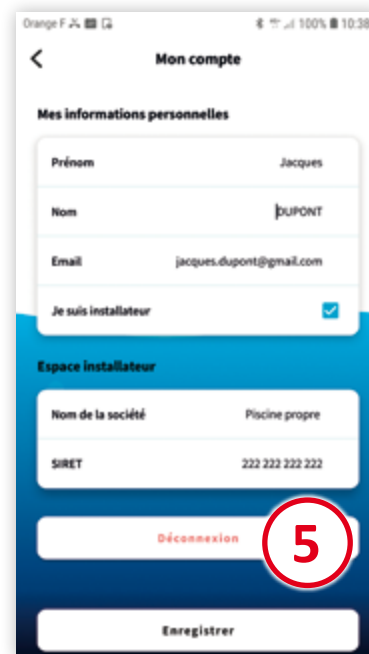 Orange F 100% 10:38
Mon compte
Mes informations personnelles
Prénom Jacques
Nom DUPONT
Email jacques.dupont@gmail.com
Je suis installateur
Espace installateur
Nom de la société Piscine propre
SIRET 222 222 222 222
Déconnexion 5
Enregistrer